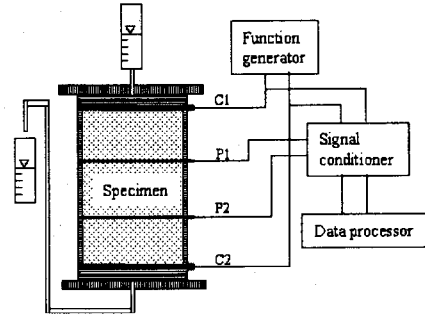 Function
generator
C1
P1
Signal
conditioner
Specimen
P2
Data processor
C2